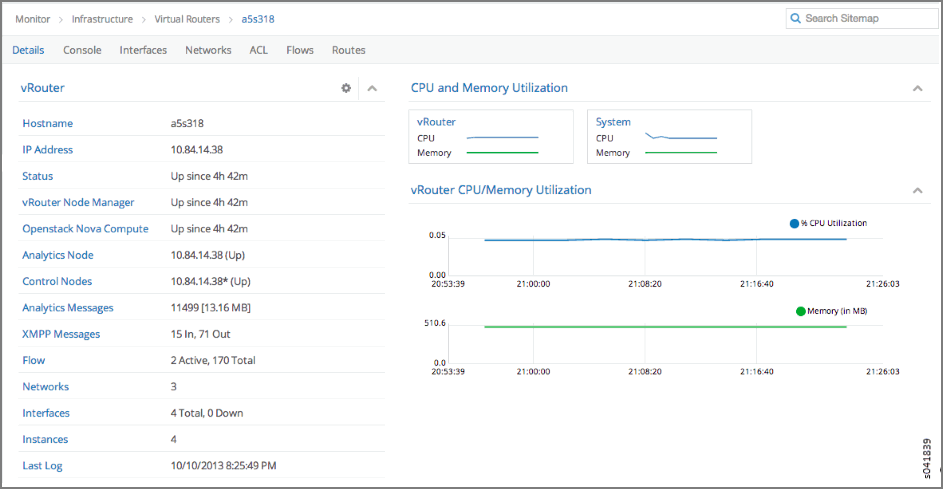 Monitor > Infrastructure > Virtual Routers > a5s318
Search Sitemap
Details Console Interfaces Networks ACL Flows Routes
vRouter
Hostname a5s318
IP Address 10.84.14.38
Status Up since 4h 42m
vRouter Node Manager Up since 4h 42m
Openstack Nova Compute Up since 4h 42m
Analytics Node 10.84.14.38 (Up)
Control Nodes 10.84.14.38* (Up)
Analytics Messages 11499 [13.16 MB]
XMPP Messages 15 In, 71 Out
Flow 2 Active, 170 Total
Networks 3
Interfaces 4 Total, 0 Down
Instances 4
Last Log 10/10/2013 8:25:49 PM
CPU and Memory Utilization
vRouter
CPU
Memory
System
CPU
Memory
vRouter CPU/Memory Utilization
% CPU Utilization
0.05
0.00
20:53:39 21:00:00 21:08:20 21:16:40 21:26:03
Memory (in MB)
510.6
0.0
20:53:39 21:00:00 21:08:20 21:16:40 21:26:03
s041839